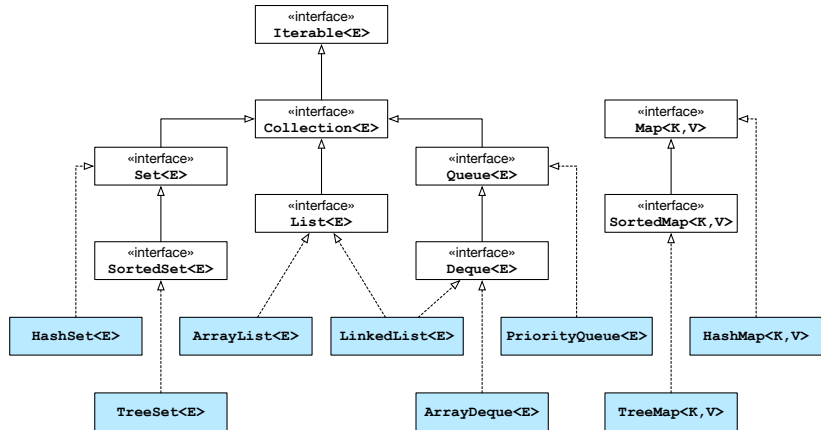 «interface»
Iterable<E>
«interface»
Collection<E>
«interface»
Map<K,V>
«interface»
Set<E>
«interface»
Queue<E>
«interface»
List<E>
«interface»
SortedMap<K,V>
«interface»
SortedSet<E>
«interface»
Deque<E>
HashSet<E>
ArrayList<E>
LinkedList<E>
PriorityQueue<E>
HashMap<K,V>
TreeSet<E>
ArrayDeque<E>
TreeMap<K,V>